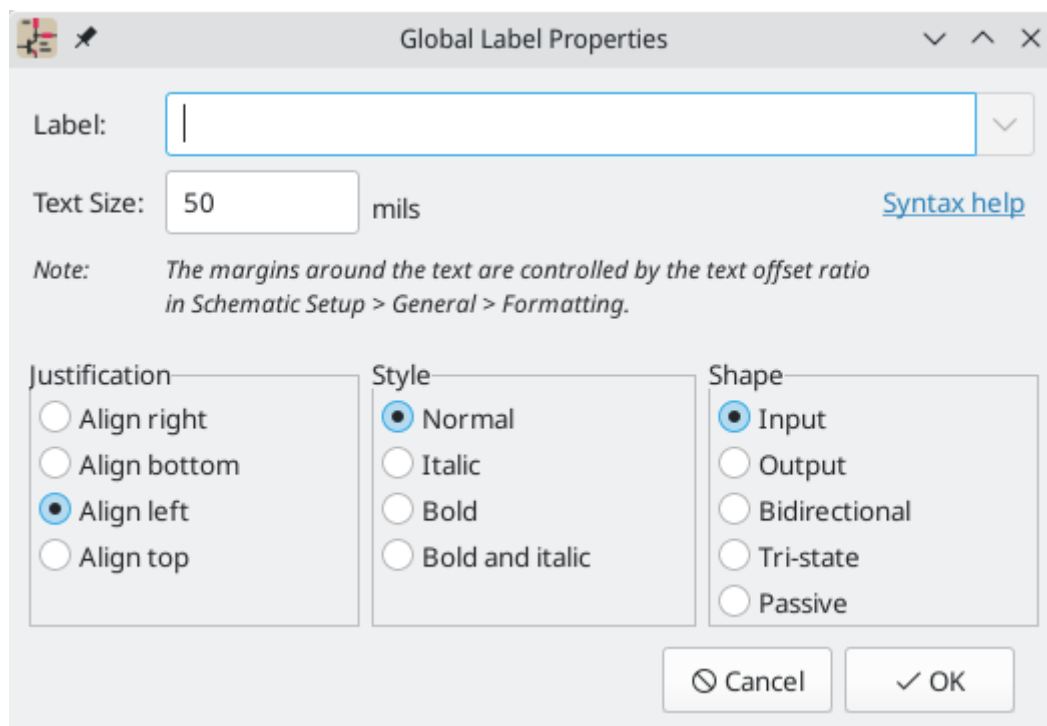 Global Label Properties
Label:
Text Size: 50 mils Syntax help
Note: The margins around the text are controlled by the text offset ratio
in Schematic Setup > General > Formatting.
Justification
Align right
Align bottom
Align left
Align top
Style
Normal
Italic
Bold
Bold and italic
Shape
Input
Output
Bidirectional
Tri-state
Passive
Cancel OK